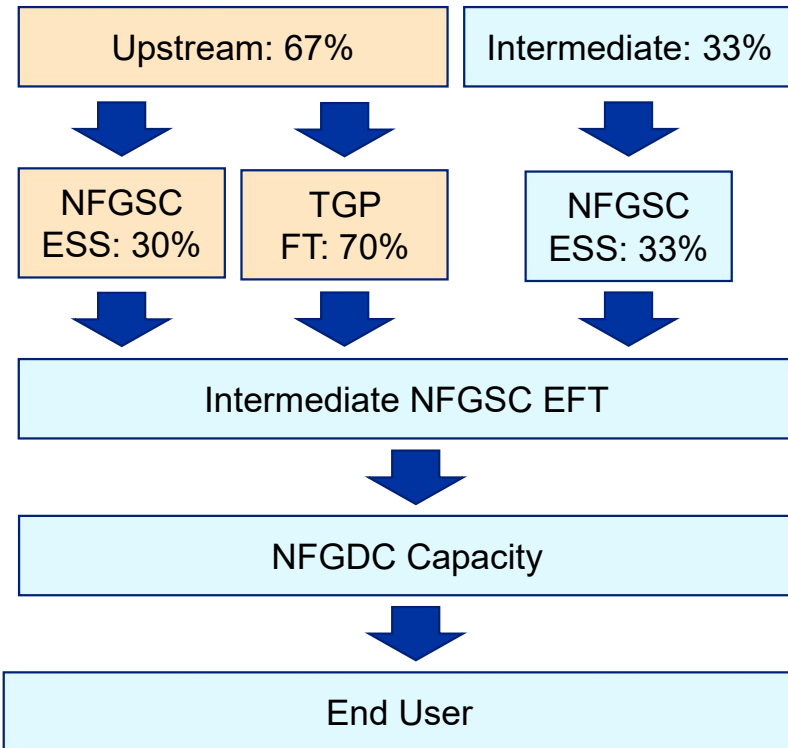 Upstream: 67%
Intermediate: 33%
NFGSC
ESS: 30%
TGP
FT: 70%
NFGSC
ESS: 33%
Intermediate NFGSC EFT
NFGDC Capacity
End User